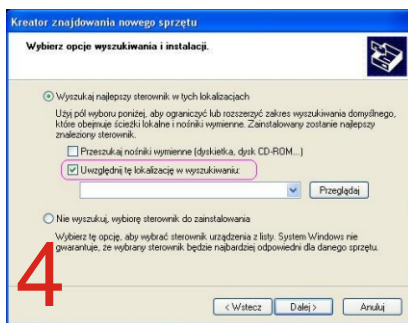 Kreator znajdowania nowego sprzętu
Wybierz opcje wyszukiwania i instalacji.
Wyszukaj najlepszy sterownik w tych lokalizacjach
Użyj pól wyboru poniżej, aby ograniczyć lub rozszerzyć zakres wyszukiwania domyślnego,
które obejmuje ścieżki lokalne i nośniki wymienne. Zainstalowany zostanie najlepszy
znaleziony sterownik.
Przeszukaj nośniki wymienne (dyskietka, dysk CD-ROM...)
Uwzględnij tę lokalizację w wyszukiwaniu:
Przeglądaj
Nie wyszukuj, wybiorę sterownik do zainstalowania
Wybierz tę opcję, aby wybrać sterownik urządzenia z listy. System Windows nie
gwarantuje, że wybrany sterownik będzie najbardziej odpowiedni dla danego sprzętu.
4
< Wstecz Dalej > Anuluj